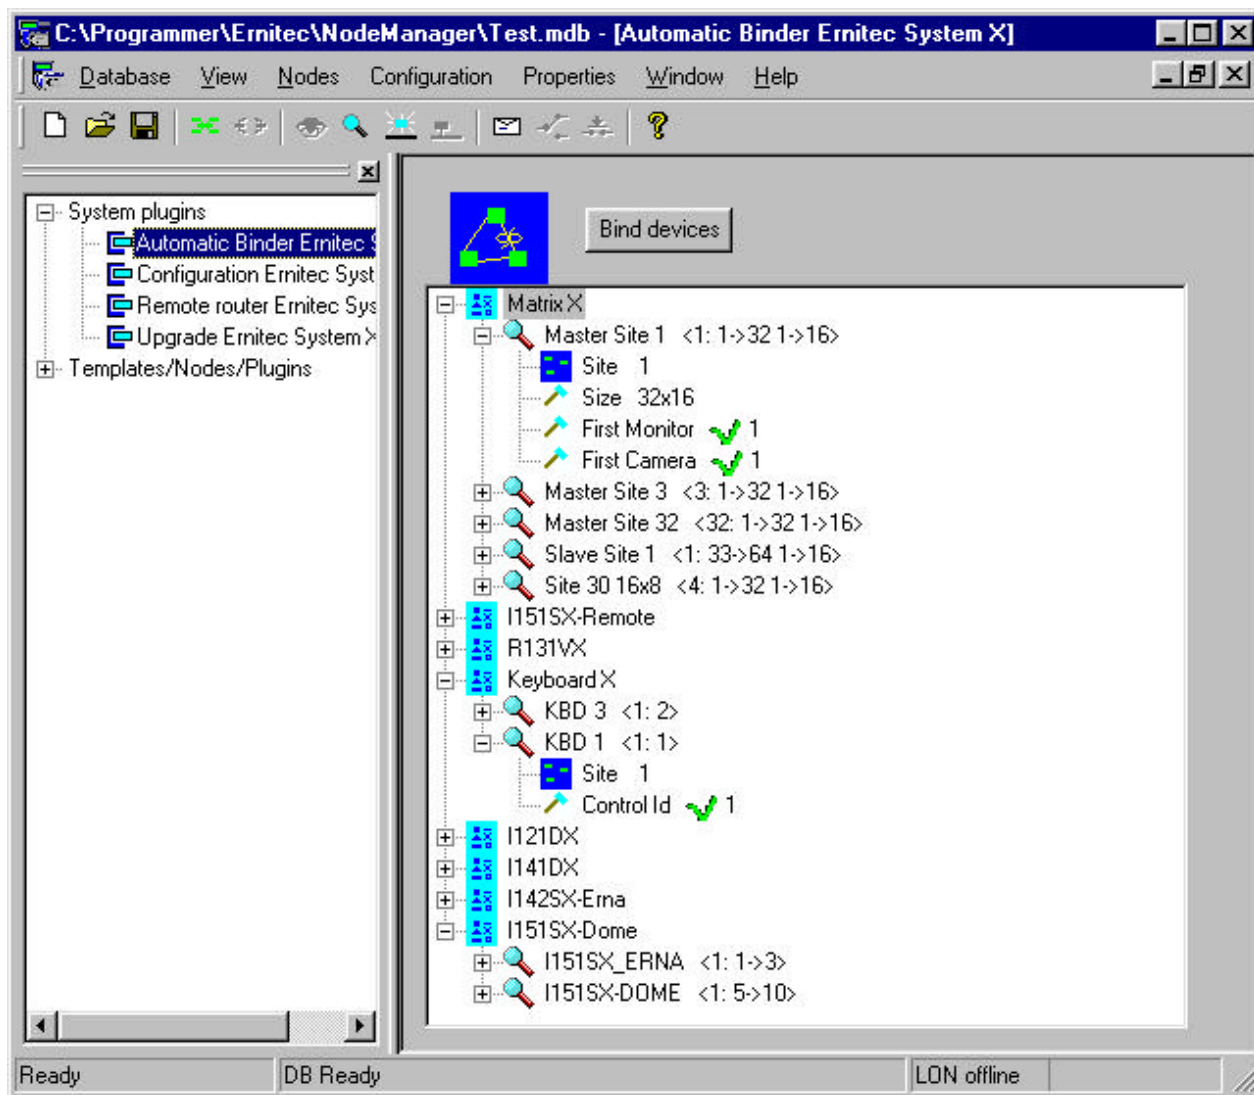 C:\Programmer\Ernitec\NodeManager\Test.mdb - [Automatic Binder Ernitec System X]
Database View Nodes Configuration Properties Window Help
System plugins
Automatic Binder Ernitec S
Configuration Ernitec Syst
Remote router Ernitec Sys
Upgrade Ernitec System X
Templates/Nodes/Plugins
Bind devices
Matrix X
Master Site 1 <1: 1->32 1->16>
Site 1
Size 32x16
First Monitor 1
First Camera 1
Master Site 3 <3: 1->32 1->16>
Master Site 32 <32: 1->32 1->16>
Slave Site 1 <1: 33->64 1->16>
Site 30 16x8 <4: 1->32 1->16>
I151SX-Remote
R131VX
Keyboard X
KBD 3 <1: 2>
KBD 1 <1: 1>
Site 1
Control Id 1
I121DX
I141DX
I142SX-Erna
I151SX-Dome
I151SX_ERNA <1: 1->3>
I151SX-DOME <1: 5->10>
Ready DB Ready LON offline